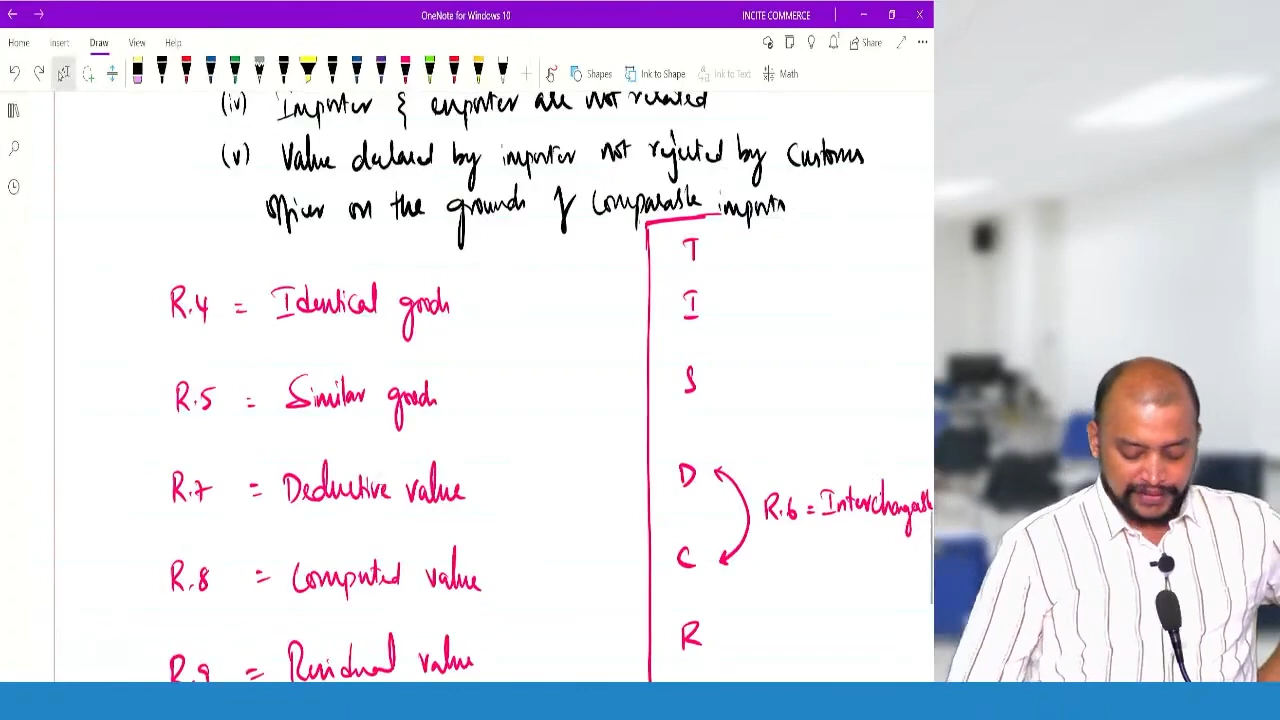 OneNote for Windows 10
INCITE COMMERCE
Home Insert Draw View Help
Share
Shapes Ink to Shape Ink to Text Math
(iv) Importer & exporter are not related
(v) Value declared by importer not rejected by Customs
officer on the grounds of comparable imports
T
R.4 = Identical goods I
R.5 = Similar goods S
R.7 = Deductive value D
R.6 = Interchangeable
R.8 = Computed value C
R.9 = Residual value R